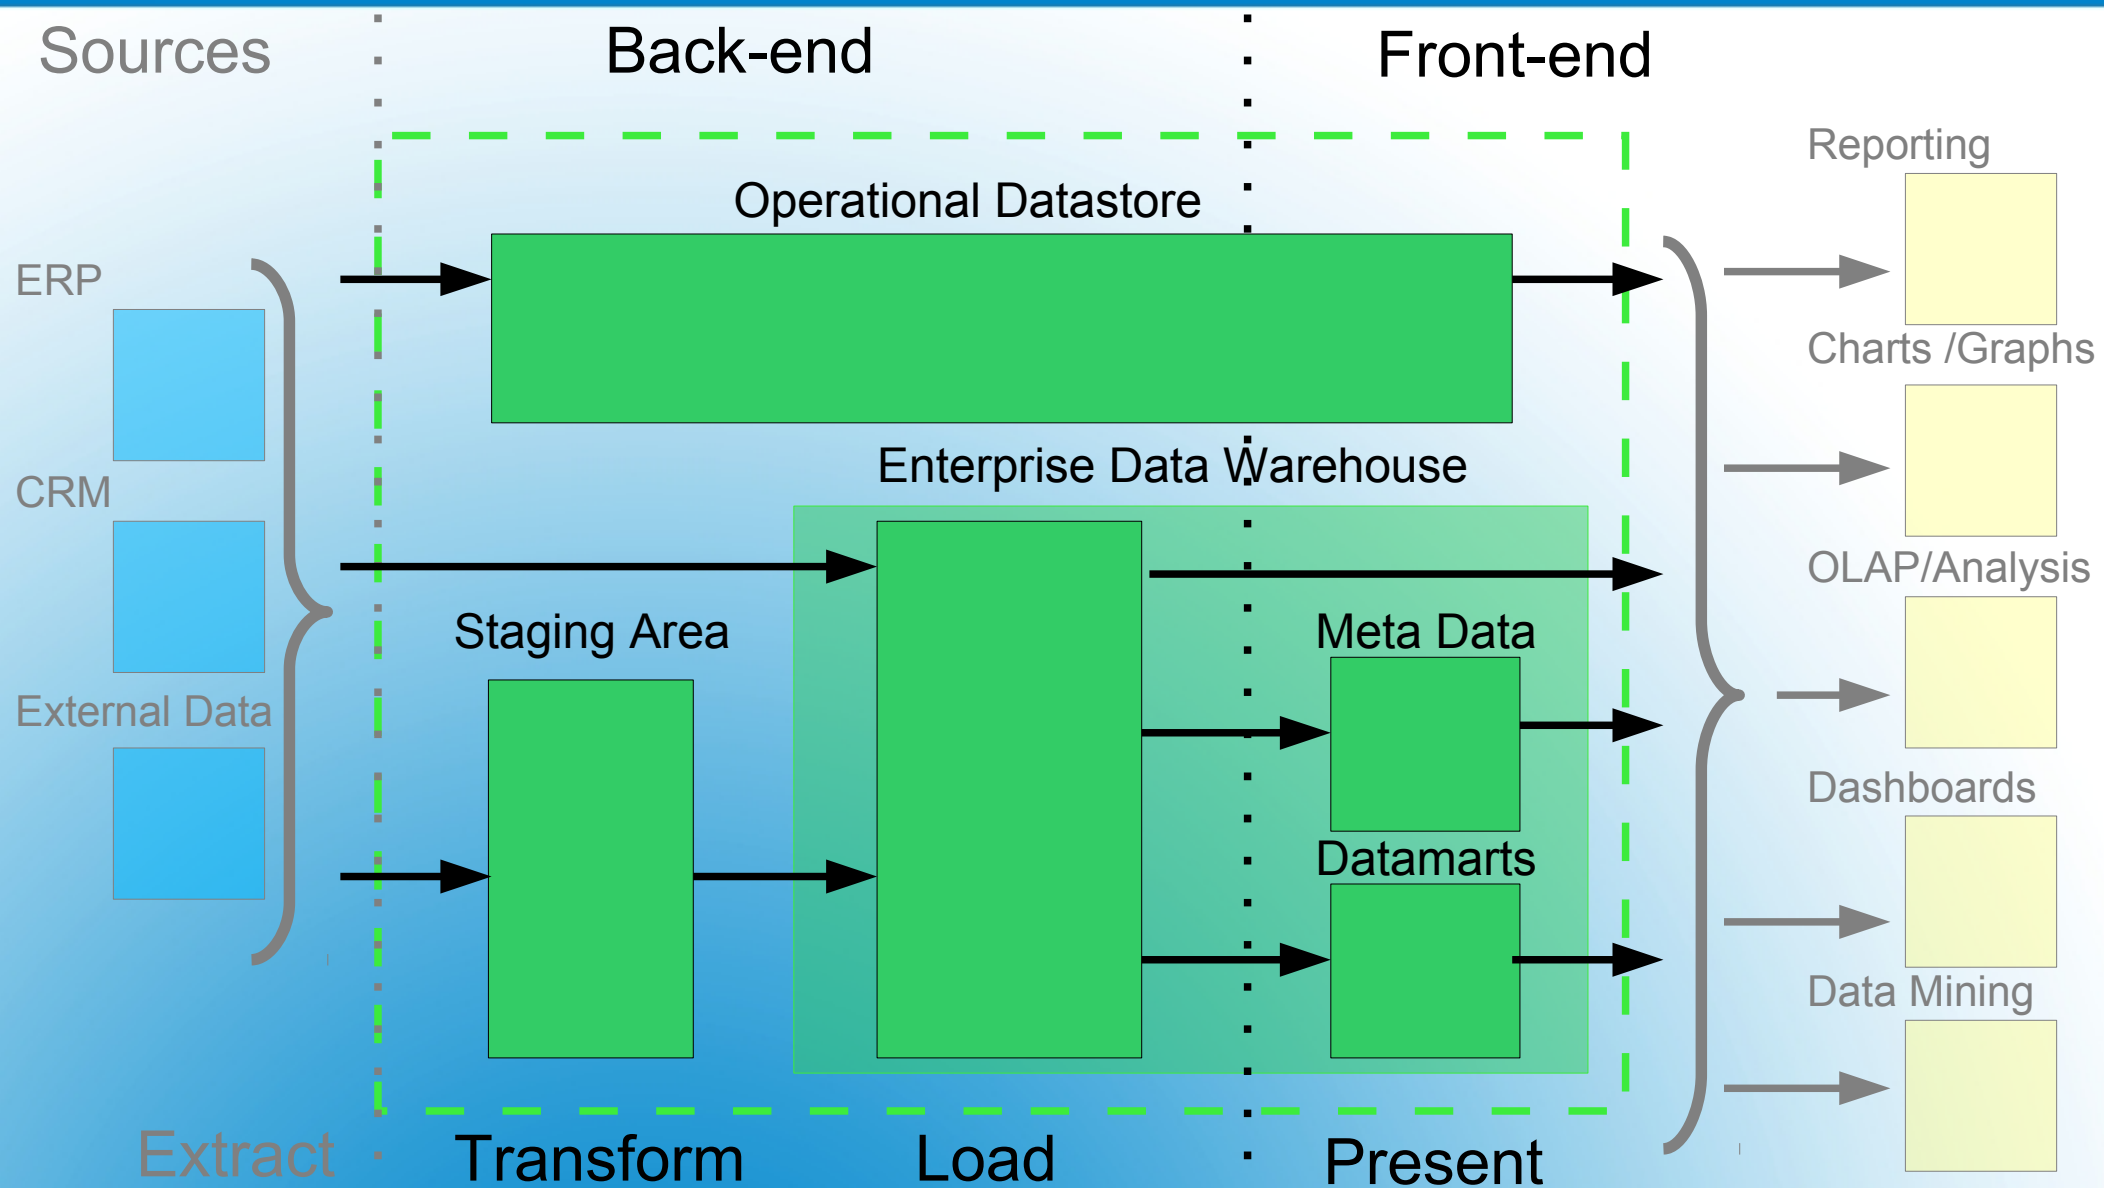 Sources
Back-end
Front-end
Reporting
Operational Datastore
ERP
Charts /Graphs
Enterprise Data Warehouse
CRM
OLAP/Analysis
Staging Area
Meta Data
External Data
Dashboards
Datamarts
Data Mining
Extract
Transform
Load
Present